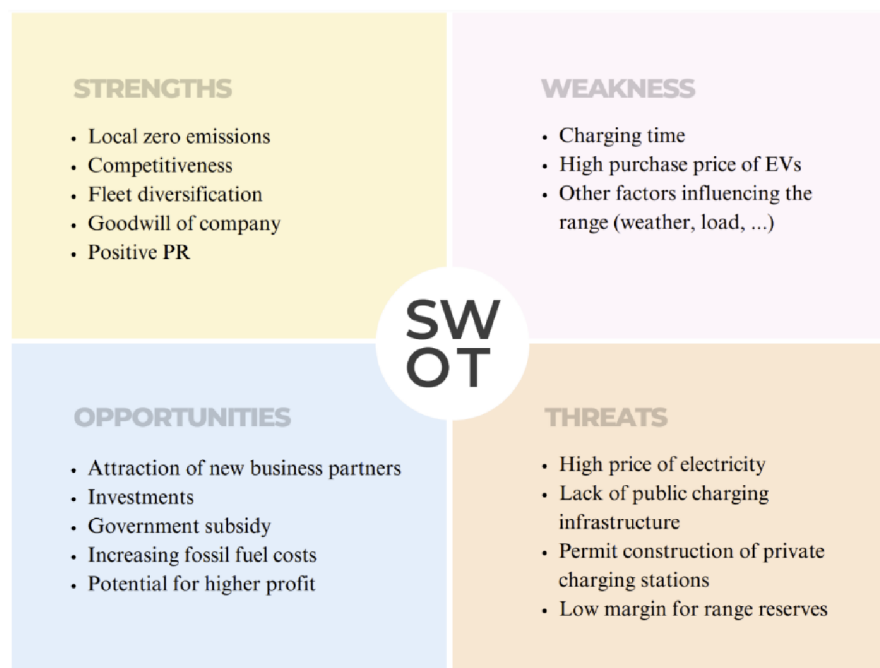 STRENGTHS
• Local zero emissions
• Competitiveness
• Fleet diversification
• Goodwill of company
• Positive PR
WEAKNESS
• Charging time
• High purchase price of EVs
• Other factors influencing the
range (weather, load, ...)
SW
OT
OPPORTUNITIES
• Attraction of new business partners
• Investments
• Government subsidy
• Increasing fossil fuel costs
• Potential for higher profit
THREATS
• High price of electricity
• Lack of public charging
infrastructure
• Permit construction of private
charging stations
• Low margin for range reserves